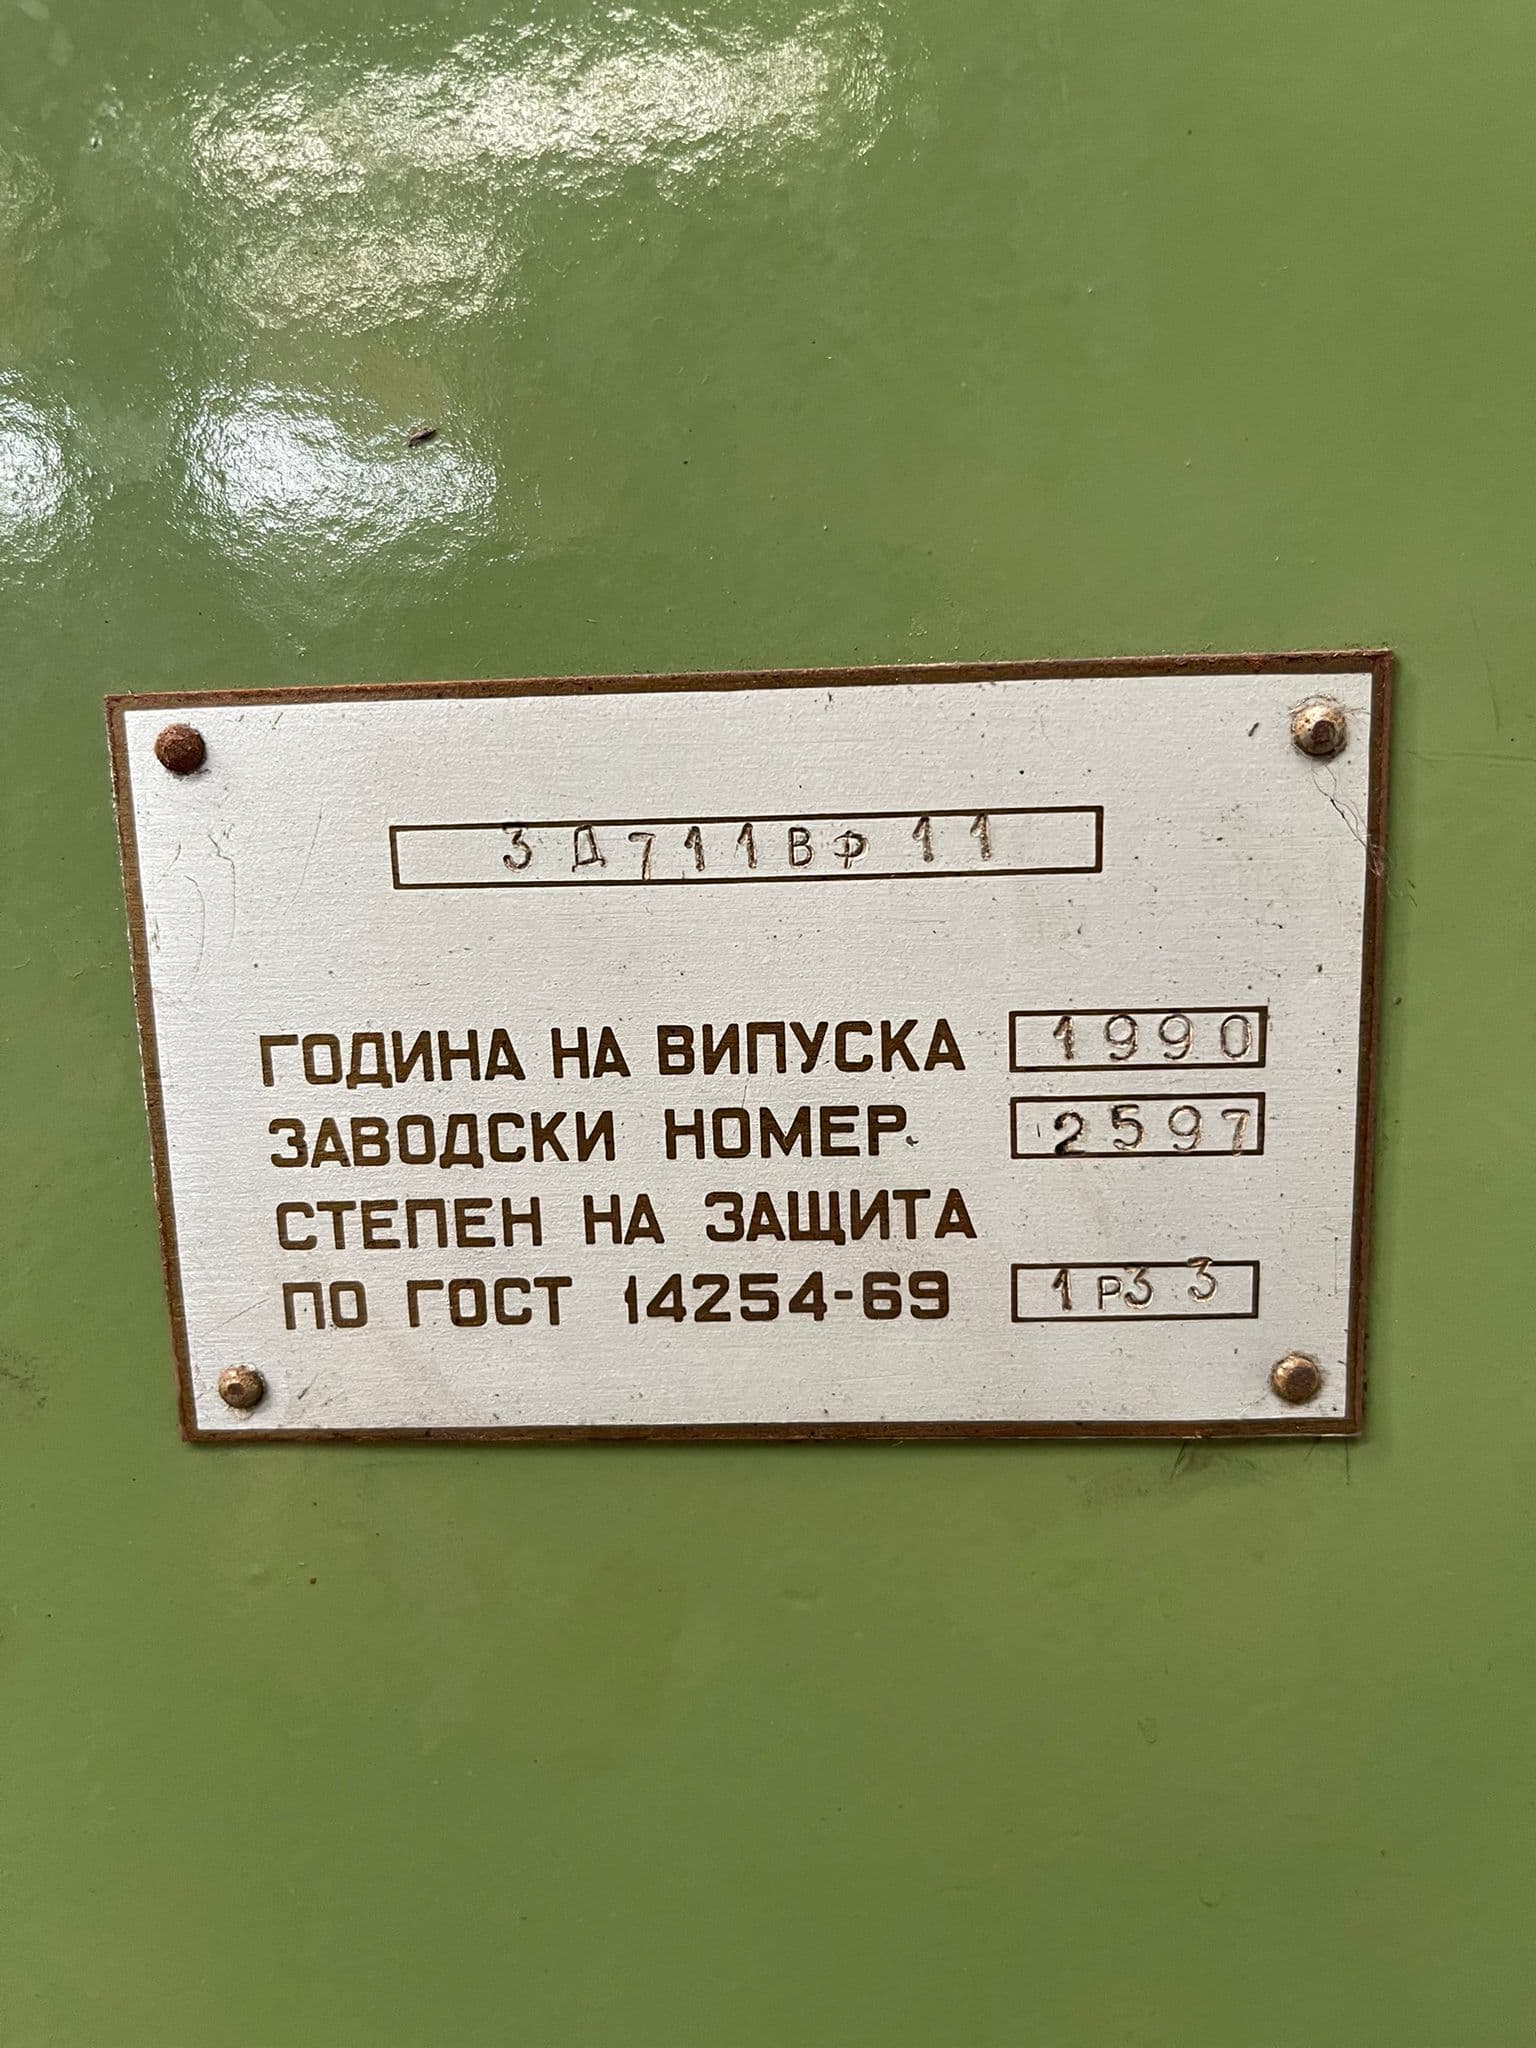 3Д711ВФ11
ГОДИНА НА ВИПУСКА 1990
ЗАВОДСКИ НОМЕР 2597
СТЕПЕН НА ЗАЩИТА
ПО ГОСТ 14254-69 1Р33